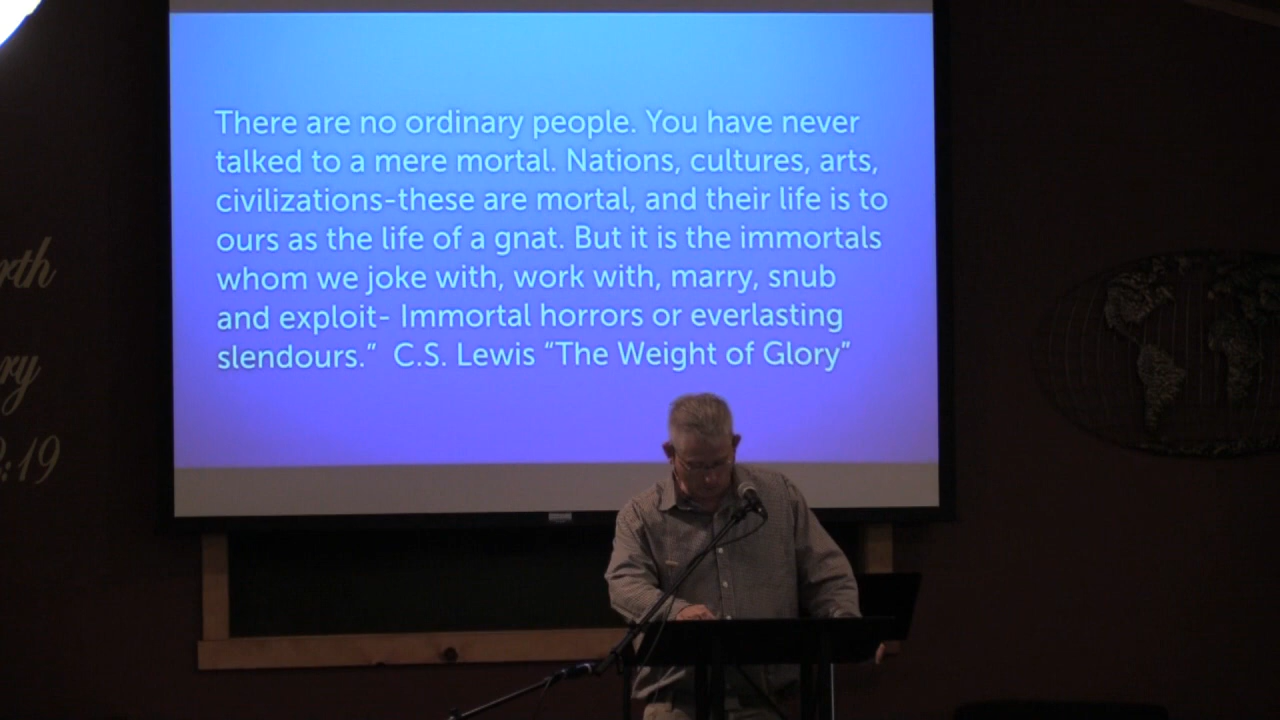 There are no ordinary people. You have never
talked to a mere mortal. Nations, cultures, arts,
civilizations-these are mortal, and their life is to
ours as the life of a gnat. But it is the immortals
whom we joke with, work with, marry, snub
and exploit- Immortal horrors or everlasting
slendours.” C.S. Lewis “The Weight of Glory”
:19